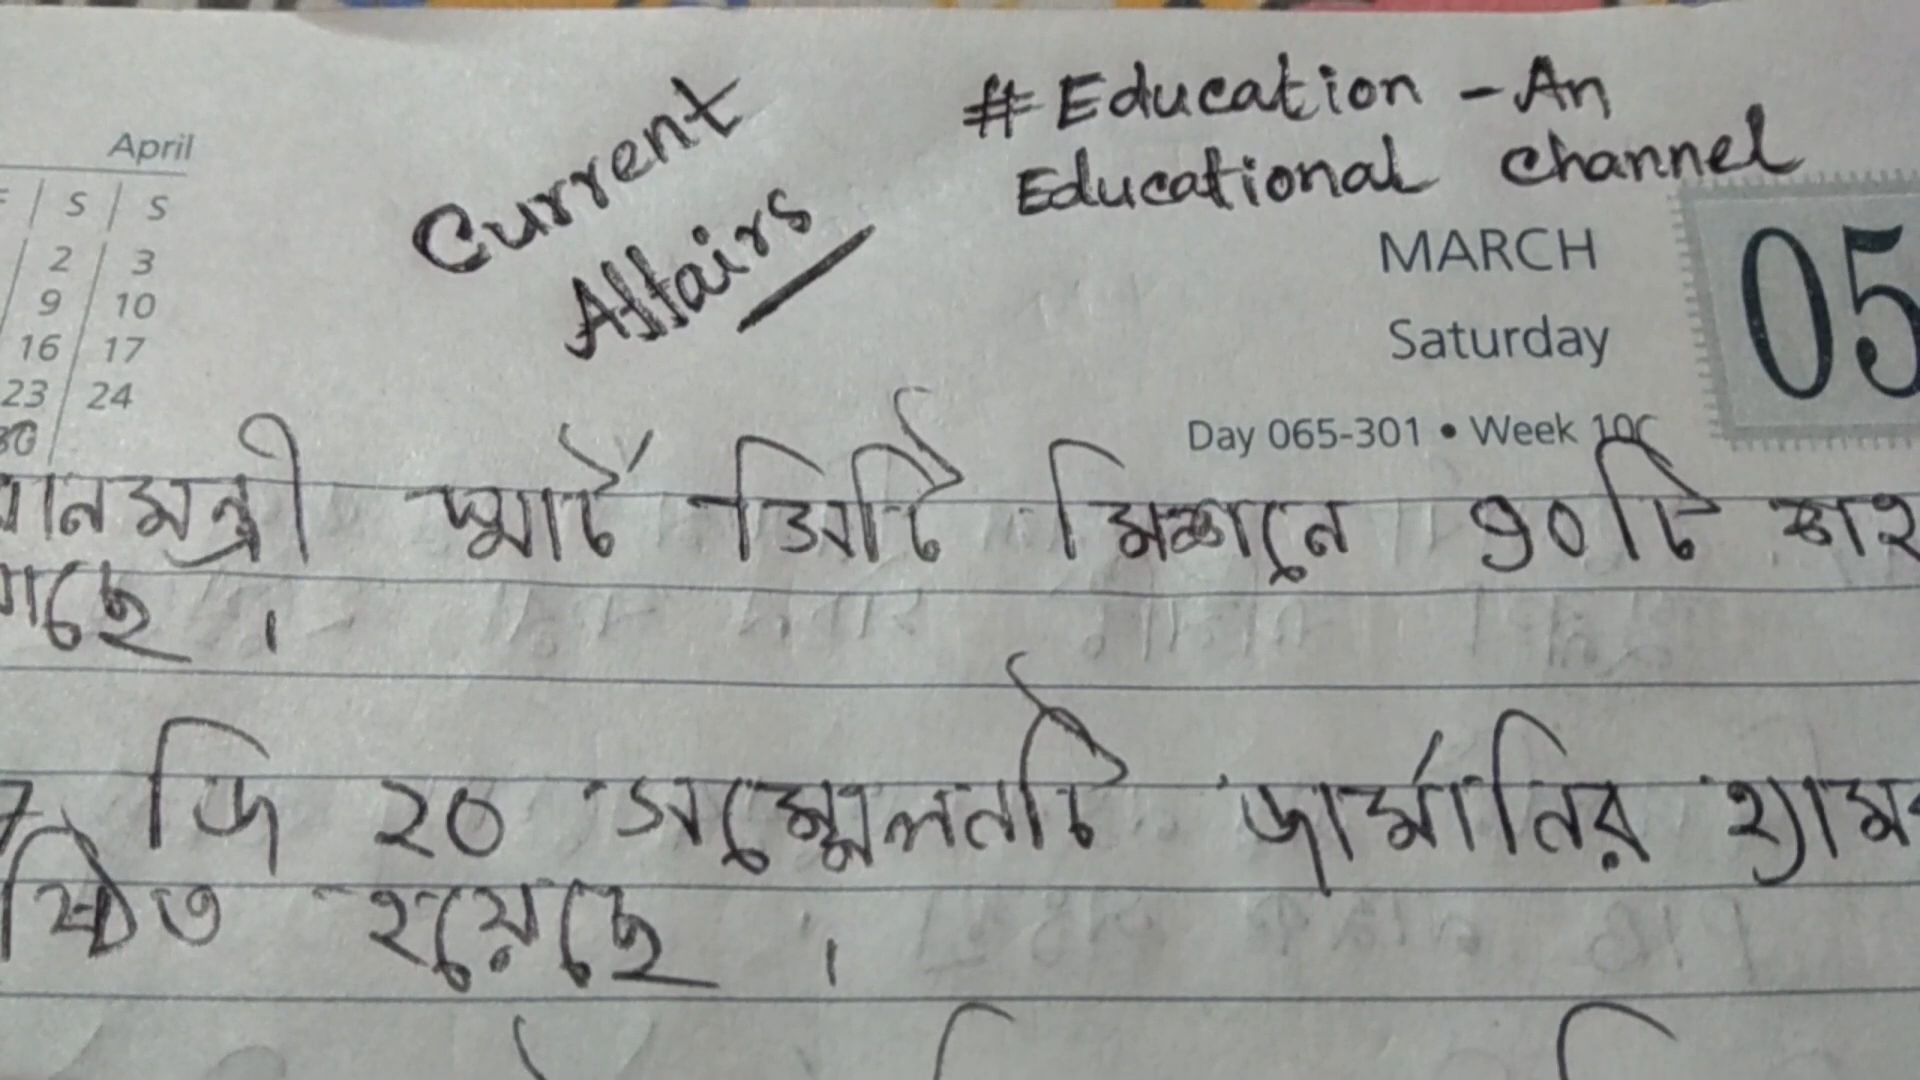 # Education - An
Current
Educational channel
Affairs
April
MARCH
05
Saturday
Day 065-301 • Week 10
S S
2 3
9 10
16 17
23 24
30
স্মার্ট সিটি মিশনে ৯০টি
জি ২০ সম্মেলনটি জার্মানির
হয়েছে ।